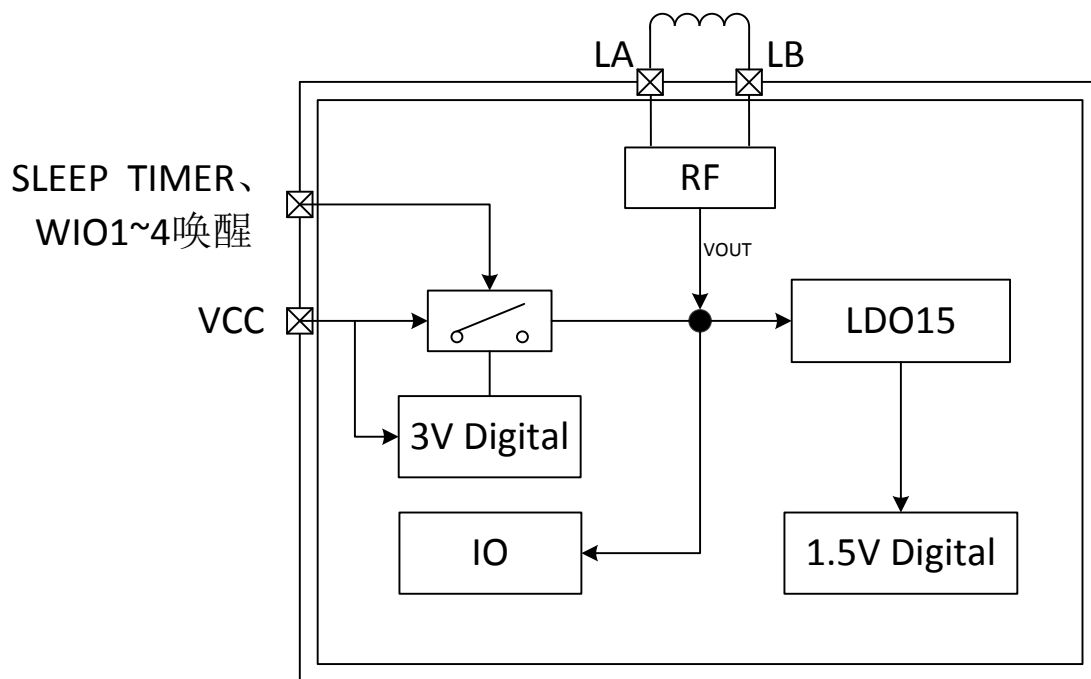 LA
LB
RF
SLEEP TIMER、
WIO1~4唤醒
VOUT
VCC
LDO15
3V Digital
IO
1.5V Digital